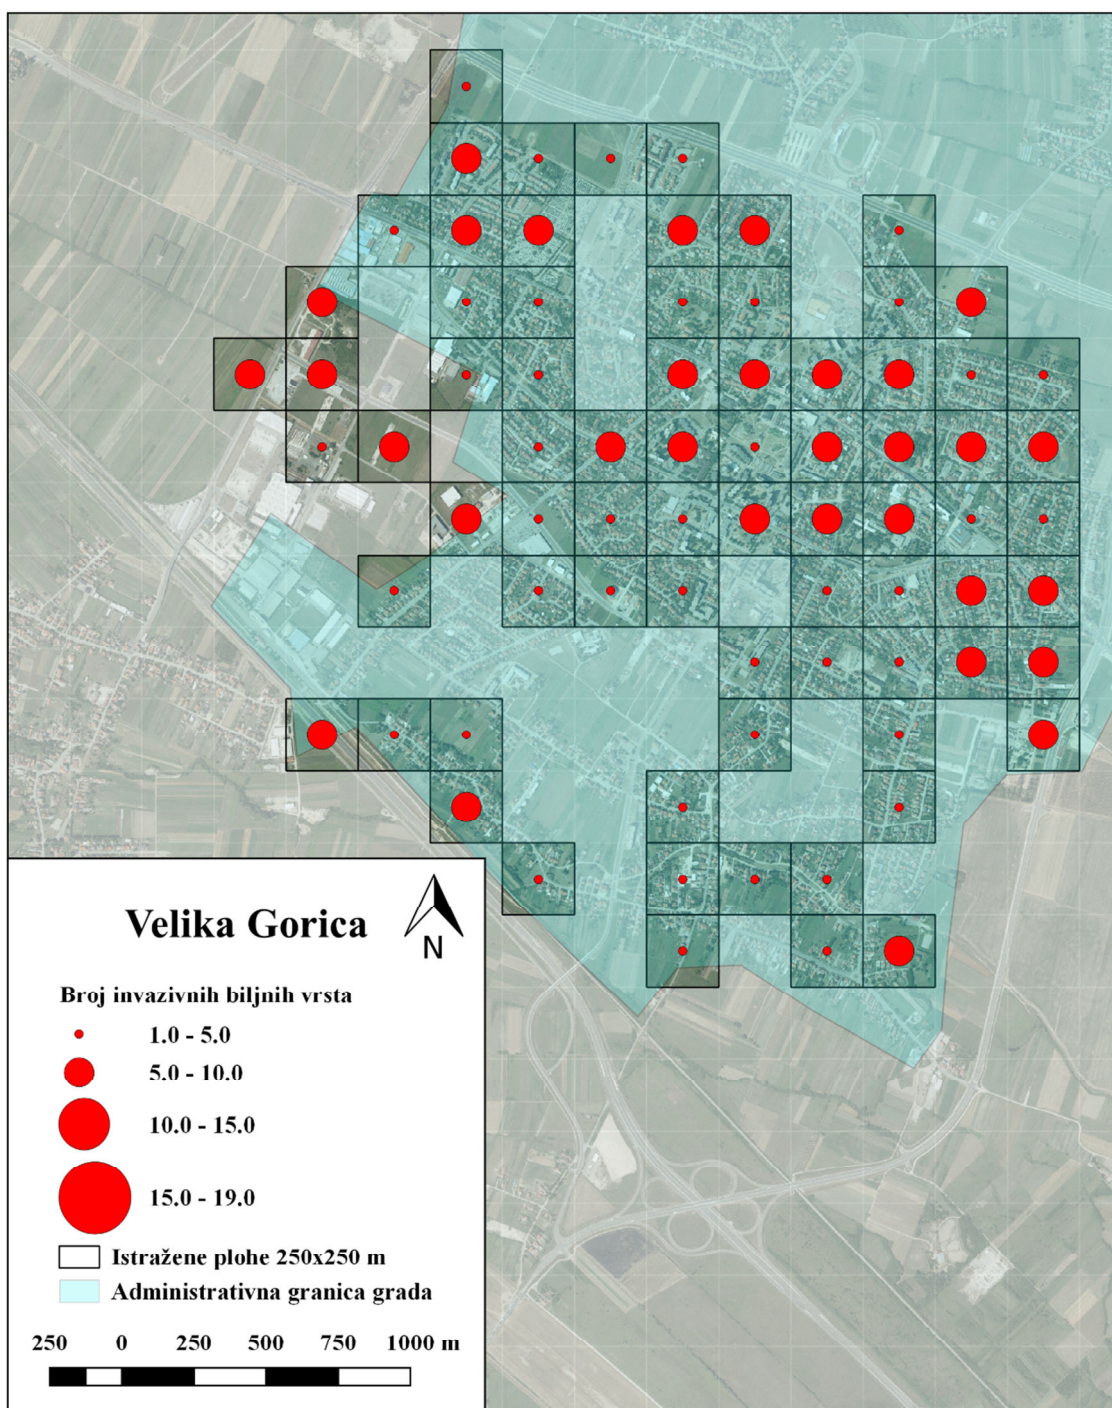 Velika Gorica
N
Broj invazivnih biljnih vrsta
1.0 - 5.0
5.0 - 10.0
10.0 - 15.0
15.0 - 19.0
Istražene plohe 250x250 m
Administrativna granica grada
250 0 250 500 750 1000 m